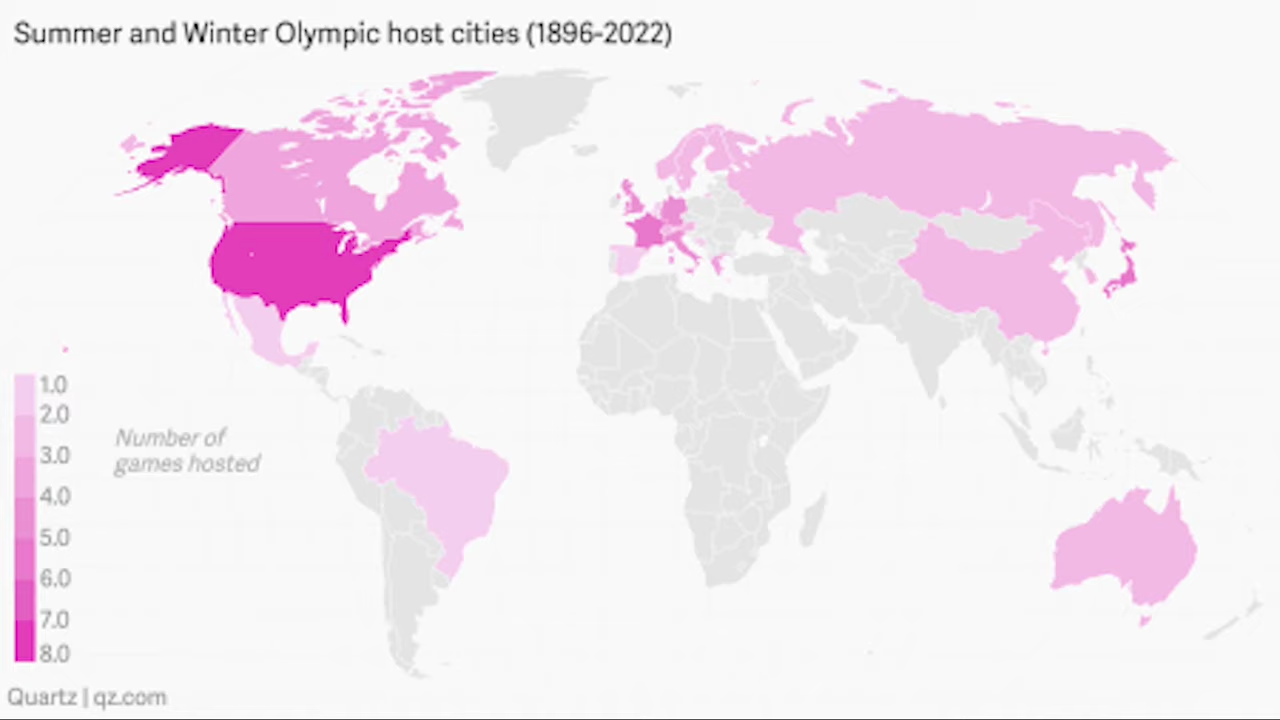 Summer and Winter Olympic host cities (1896-2022)
1.0
2.0
3.0
4.0
5.0
6.0
7.0
8.0
Number of
games hosted
Quartz | qz.com